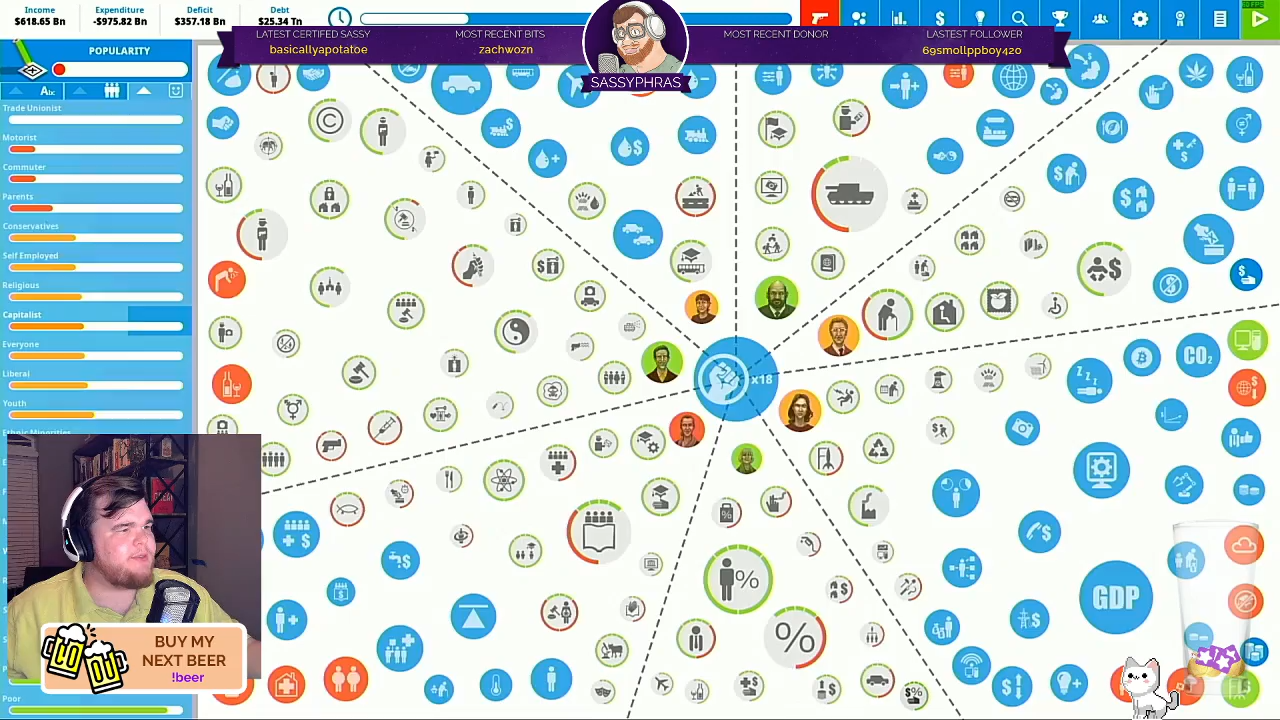 Income
$618.65 Bn
Expenditure
-$975.82 Bn
Deficit
$357.18 Bn
Debt
$25.34 Tn
LATEST CERTIFED SASSY
basicallyapotatoe
MOST RECENT BITS
zachwozn
SASSYPHRAS
MOST RECENT DONOR
LASTEST FOLLOWER
69smollppboy420
POPULARITY
Abc
Trade Unionist
Motorist
Commuter
Parents
Conservatives
Self Employed
Religious
Capitalist
Everyone
Liberal
Youth
Ethnic Minorities
Poor
x18
CO2
Z Z Z
GDP
%
%
BUY MY
NEXT BEER
!beer